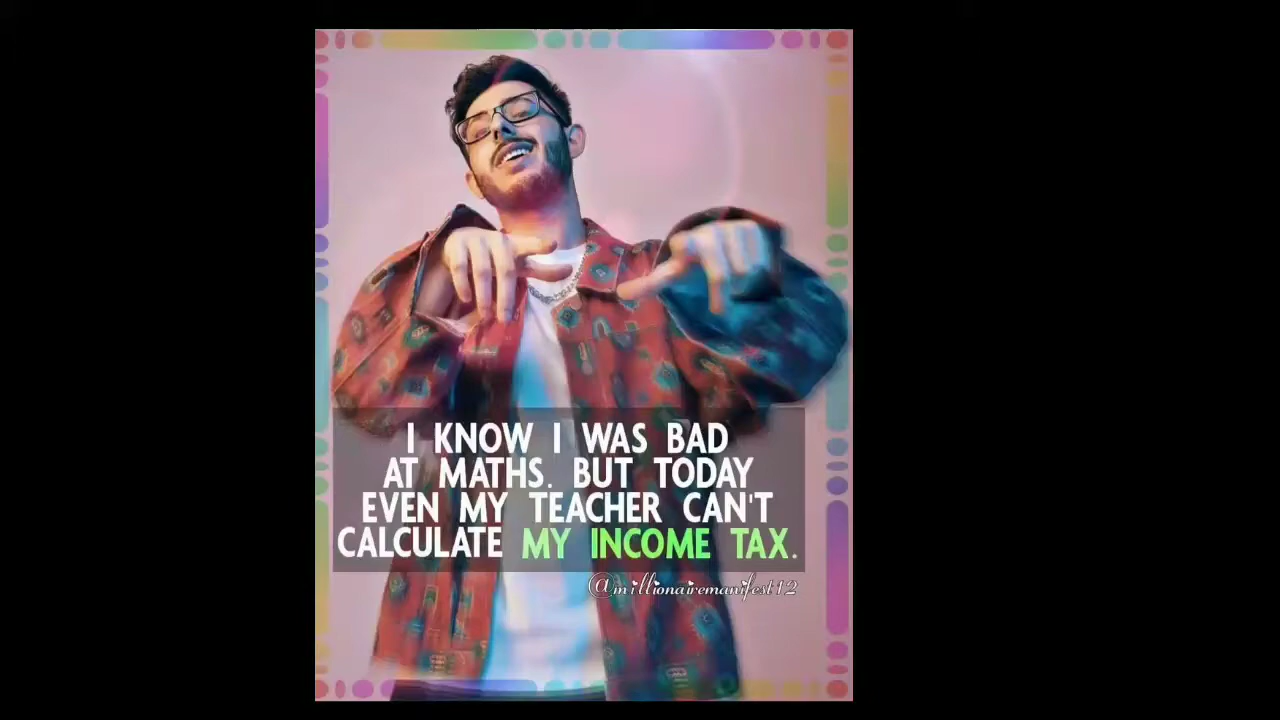 I KNOW I WAS BAD
AT MATHS. BUT TODAY
EVEN MY TEACHER CAN'T
CALCULATE MY INCOME TAX.
@millionairemanifest12